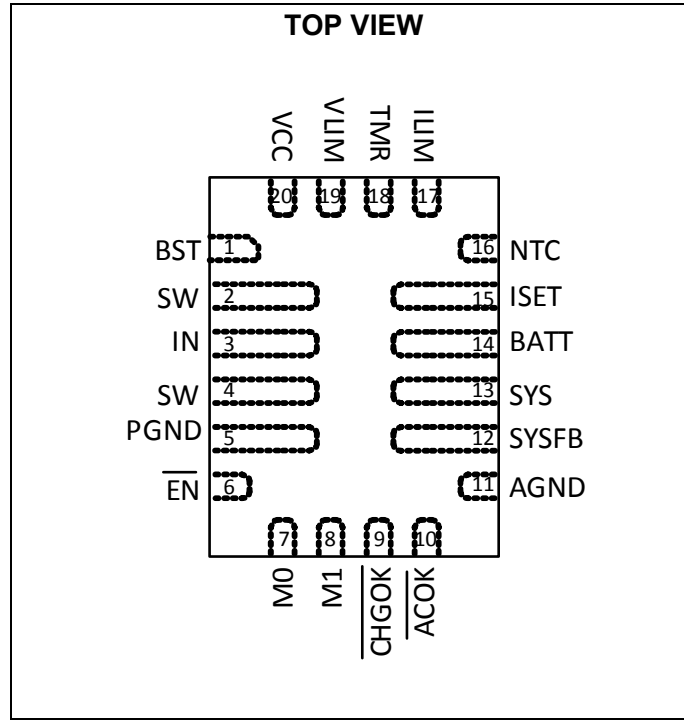 TOP VIEW
VCC VLIM TMR ILIM
20 19 18 17
BST 1 16 NTC
SW 2 15 ISET
IN 3 14 BATT
SW 4 13 SYS
PGND 5 12 SYSFB
EN 6 11 AGND
7 8 9 10
M0 M1 CHGOK ACOK